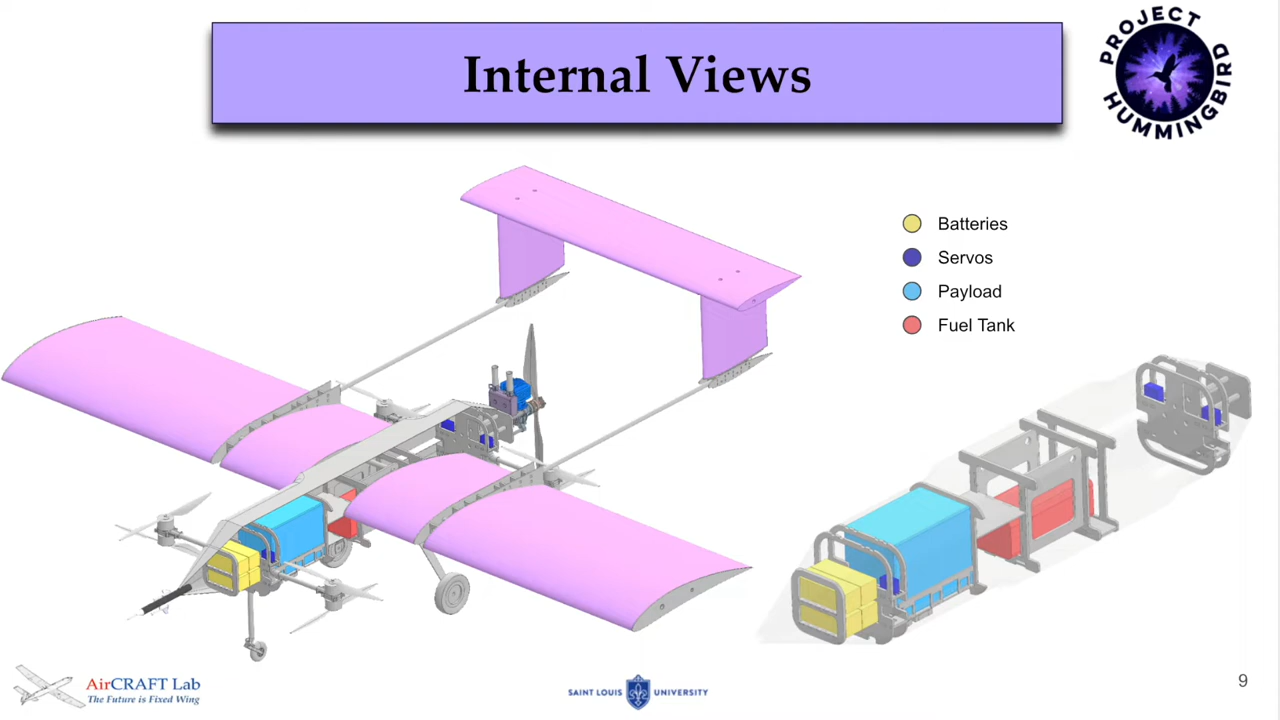 Internal Views
PROJECT
HUMMINGBIRD
Batteries
Servos
Payload
Fuel Tank
AirCRAFT Lab
The Future is Fixed Wing
SAINT LOUIS UNIVERSITY
9